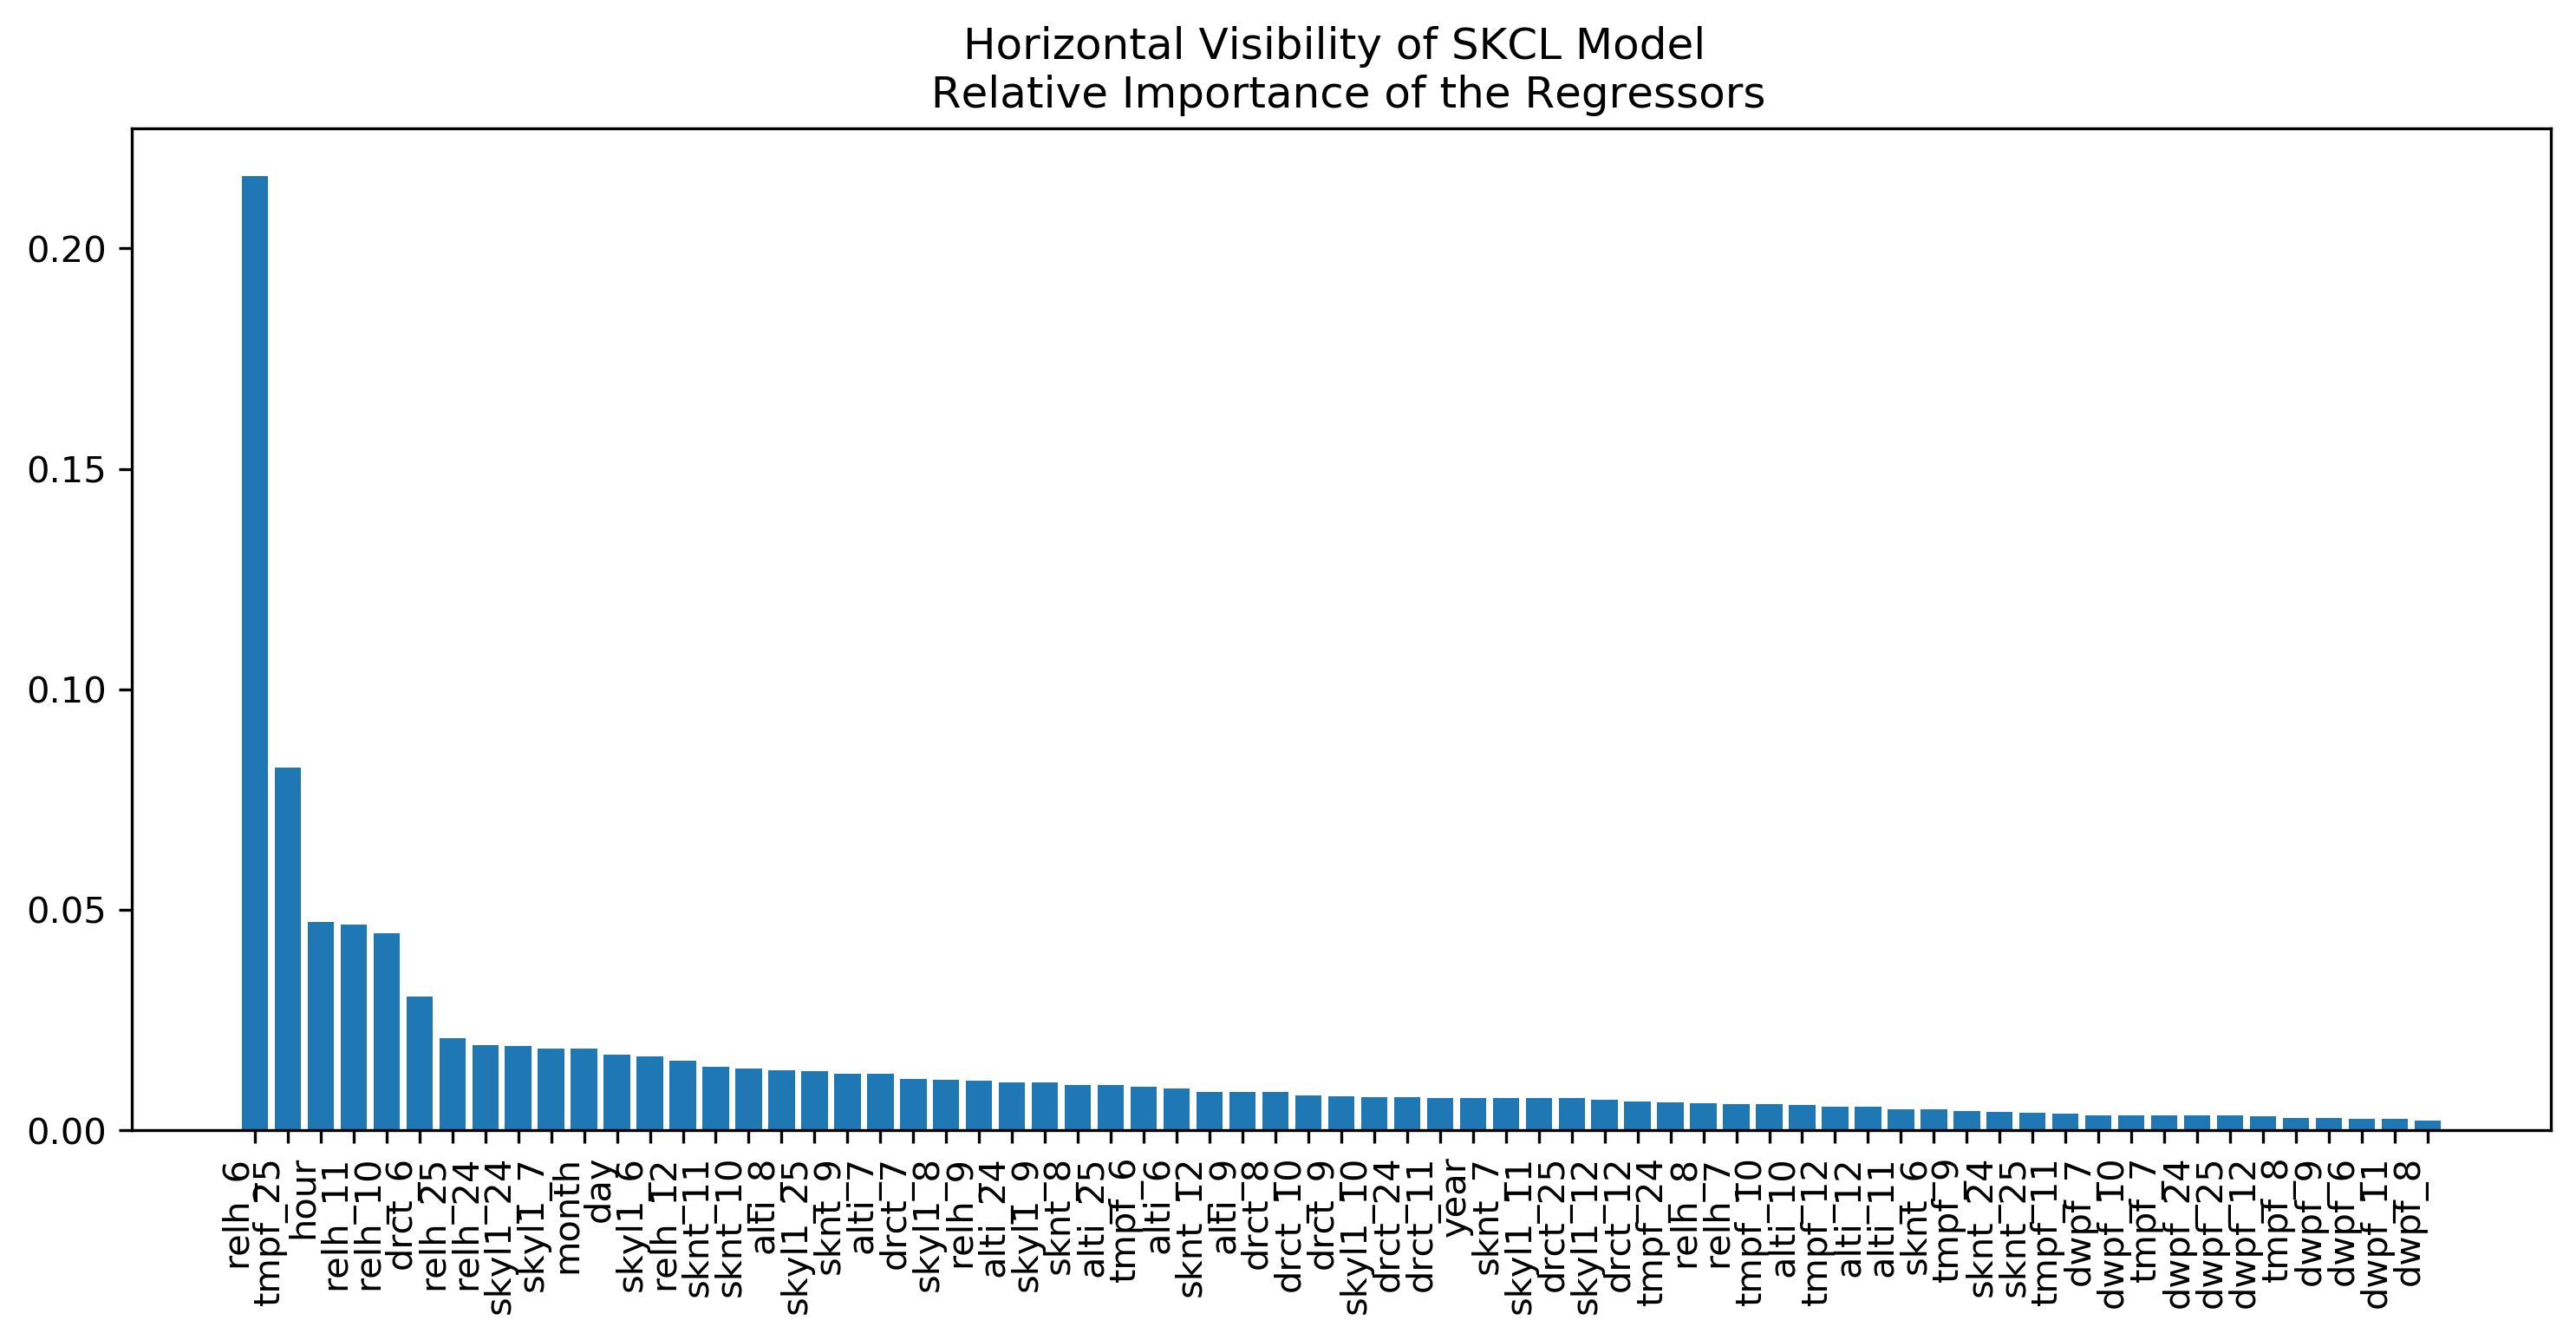 Horizontal Visibility of SKCL Model
Relative Importance of the Regressors
0.20
0.15
0.10
0.05
0.00
relh_6
tmpf_25
hour
relh_11
relh_10
drct_6
relh_25
relh_24
skyl1_24
skyl1_7
month
day
skyl1_6
relh_12
sknt_11
sknt_10
alti_8
skyl1_25
sknt_9
alti_7
drct_7
skyl1_8
relh_9
alti_24
skyl1_9
sknt_8
alti_25
tmpf_6
alti_6
sknt_12
alti_9
drct_8
drct_10
drct_9
skyl1_10
drct_24
drct_11
year
sknt_7
skyl1_11
drct_25
skyl1_12
drct_12
tmpf_24
relh_8
relh_7
tmpf_10
alti_10
tmpf_12
alti_12
alti_11
sknt_6
tmpf_9
sknt_24
sknt_25
tmpf_11
dwpf_7
dwpf_10
tmpf_7
dwpf_24
dwpf_25
dwpf_12
tmpf_8
dwpf_9
dwpf_6
dwpf_11
dwpf_8